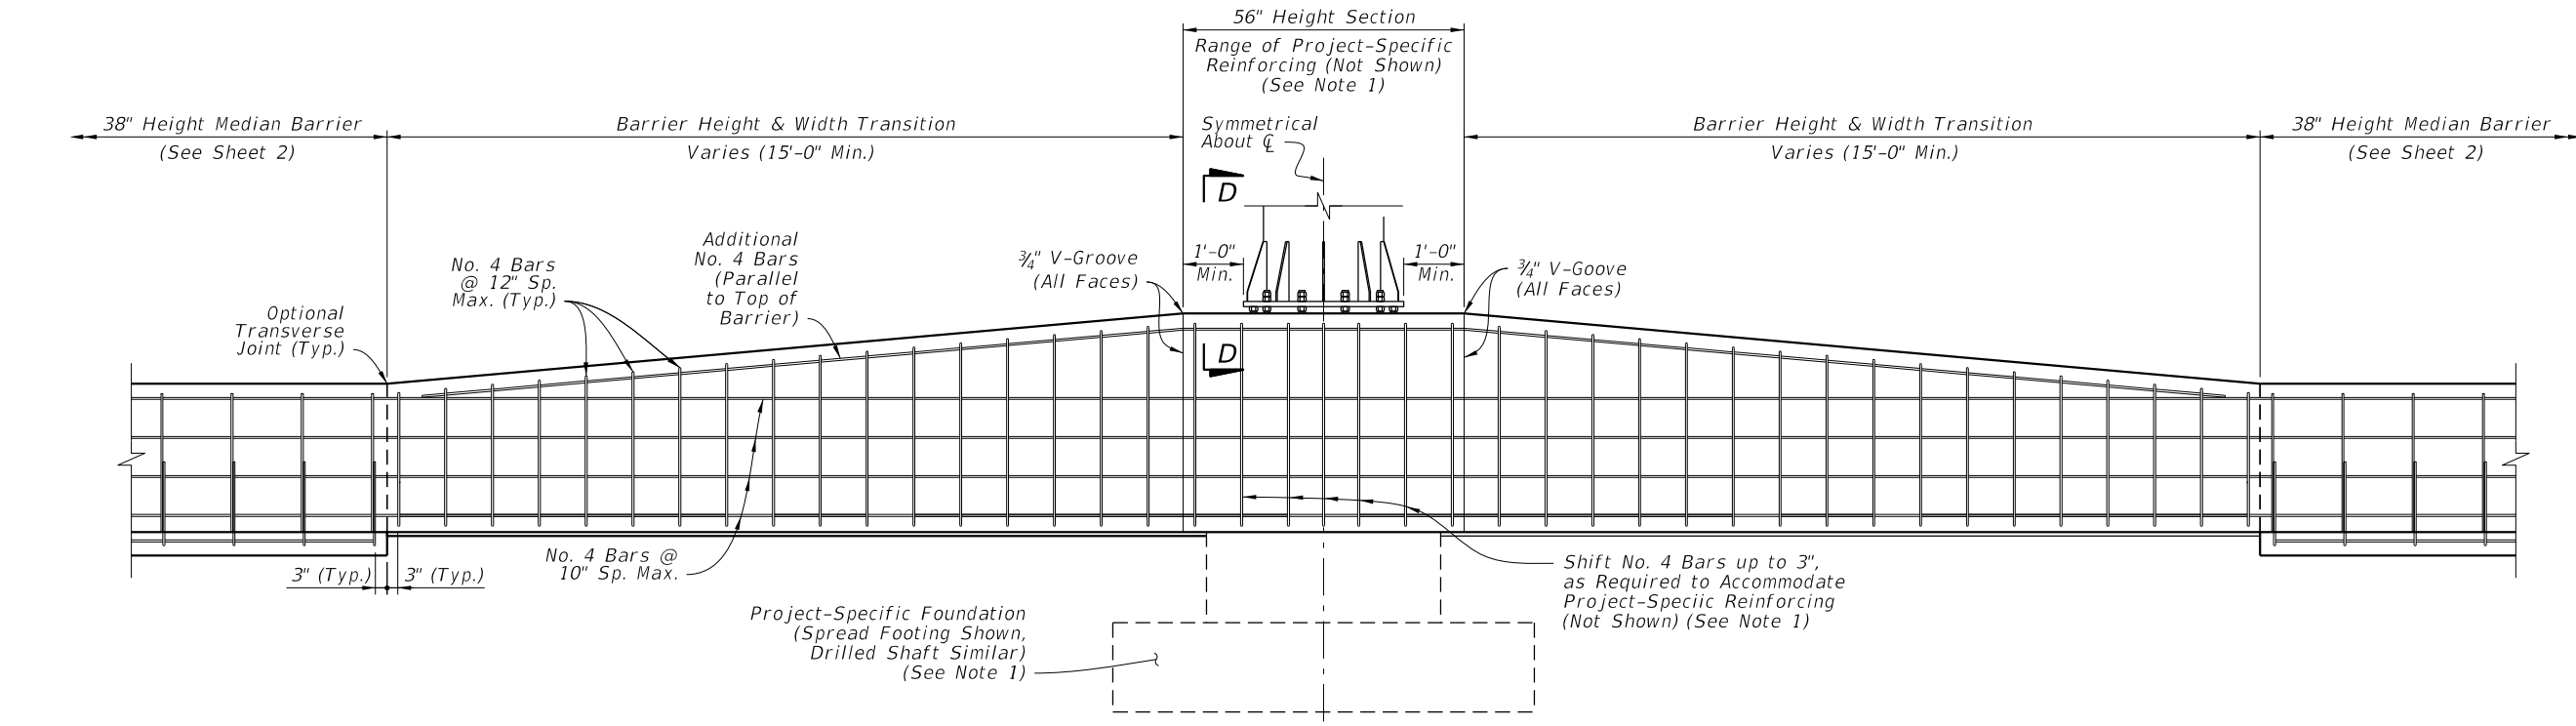 56" Height Section
Range of Project-Specific
Reinforcing (Not Shown)
(See Note 1)
38" Height Median Barrier
(See Sheet 2)
Barrier Height & Width Transition
Varies (15'-0" Min.)
Symmetrical
About ℄
Barrier Height & Width Transition
Varies (15'-0" Min.)
38" Height Median Barrier
(See Sheet 2)
D
Optional
Transverse
Joint (Typ.)
No. 4 Bars
@ 12" Sp.
Max. (Typ.)
Additional
No. 4 Bars
(Parallel
to Top of
Barrier)
¾" V-Groove
(All Faces)
1'-0"
Min.
1'-0"
Min.
¾" V-Goove
(All Faces)
D
3" (Typ.)
3" (Typ.)
No. 4 Bars @
10" Sp. Max.
Project-Specific Foundation
(Spread Footing Shown,
Drilled Shaft Similar)
(See Note 1)
Shift No. 4 Bars up to 3",
as Required to Accommodate
Project-Speciic Reinforcing
(Not Shown) (See Note 1)